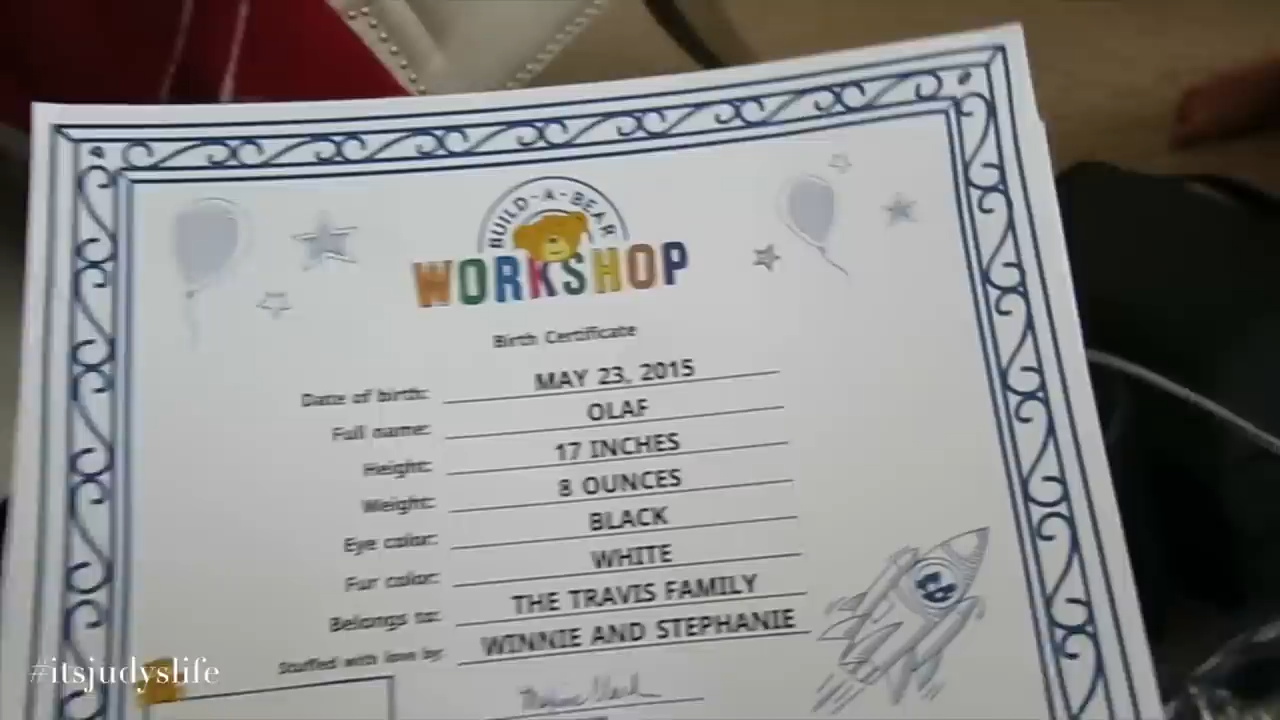 BUILD-A-BEAR
WORKSHOP
Birth Certificate
Date of birth: MAY 23, 2015
Full name: OLAF
Height: 17 INCHES
Weight: 8 OUNCES
Eye color: BLACK
Fur color: WHITE
Belongs to: THE TRAVIS FAMILY
Stuffed with love by: WINNIE AND STEPHANIE
#itsjudyslife